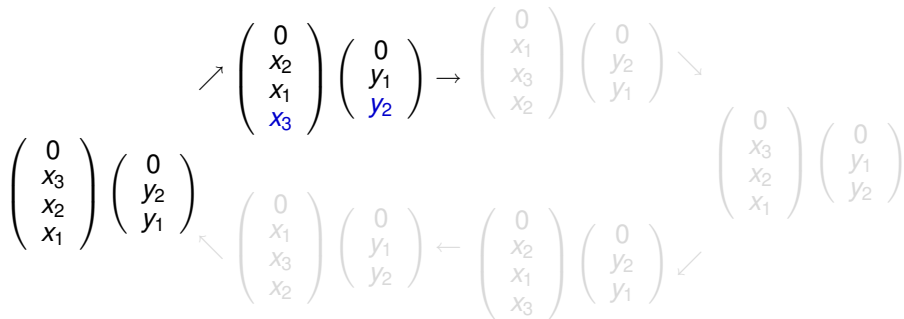 0 x₂ x₁ x₃
0 y₁ y₂
→
0 x₁ x₃ x₂
0 y₂ y₁
↘
↗
0 x₃ x₂ x₁
0 y₂ y₁
0 x₃ x₂ x₁
0 y₁ y₂
↖
0 x₁ x₃ x₂
0 y₁ y₂
←
0 x₂ x₁ x₃
0 y₂ y₁
↙